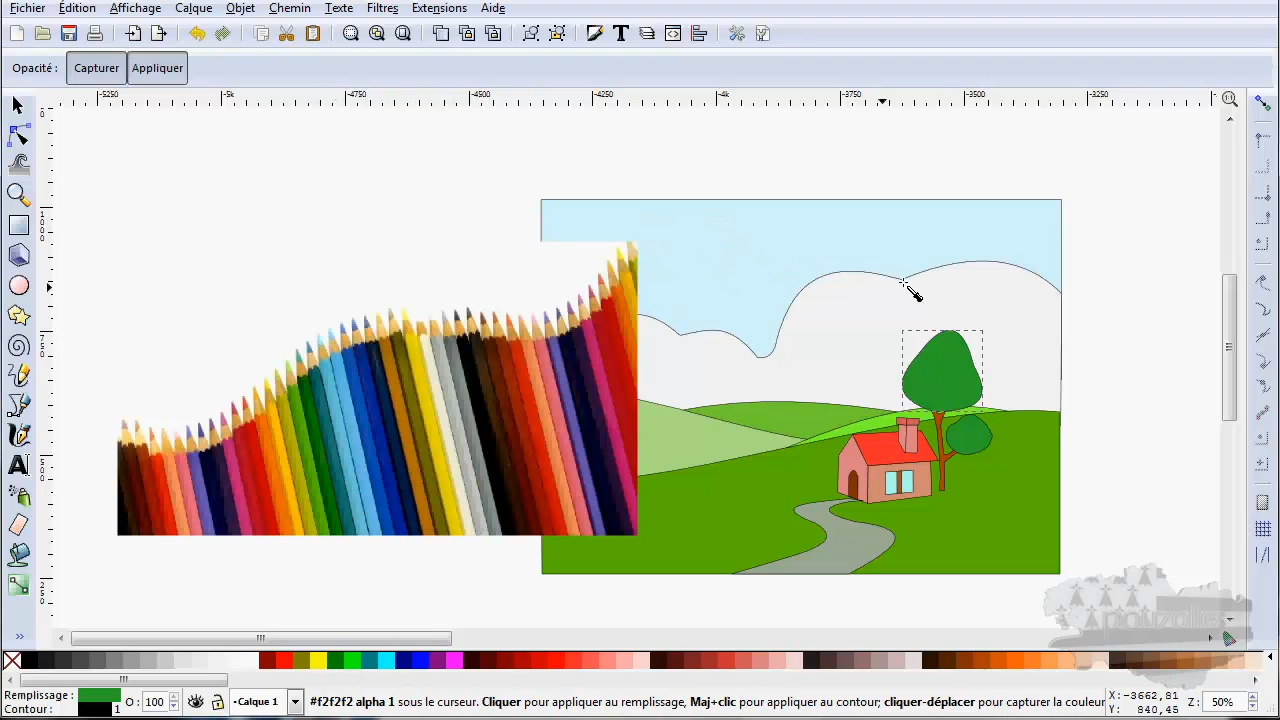 Fichier Édition Affichage Calque Objet Chemin Texte Filtres Extensions Aide
Opacité : Capturer Appliquer
-5250 -5k -4750 -4500 -4250 -4k -3750 -3500 -3250
Remplissage : O: 100 Calque 1 #f2f2f2 alpha 1 sous le curseur. Cliquer pour appliquer au remplissage, Maj+clic pour appliquer au contour; cliquer-déplacer pour capturer la couleur X: -3662,81 Z: 50%
Contour : 1 Y: 840,45